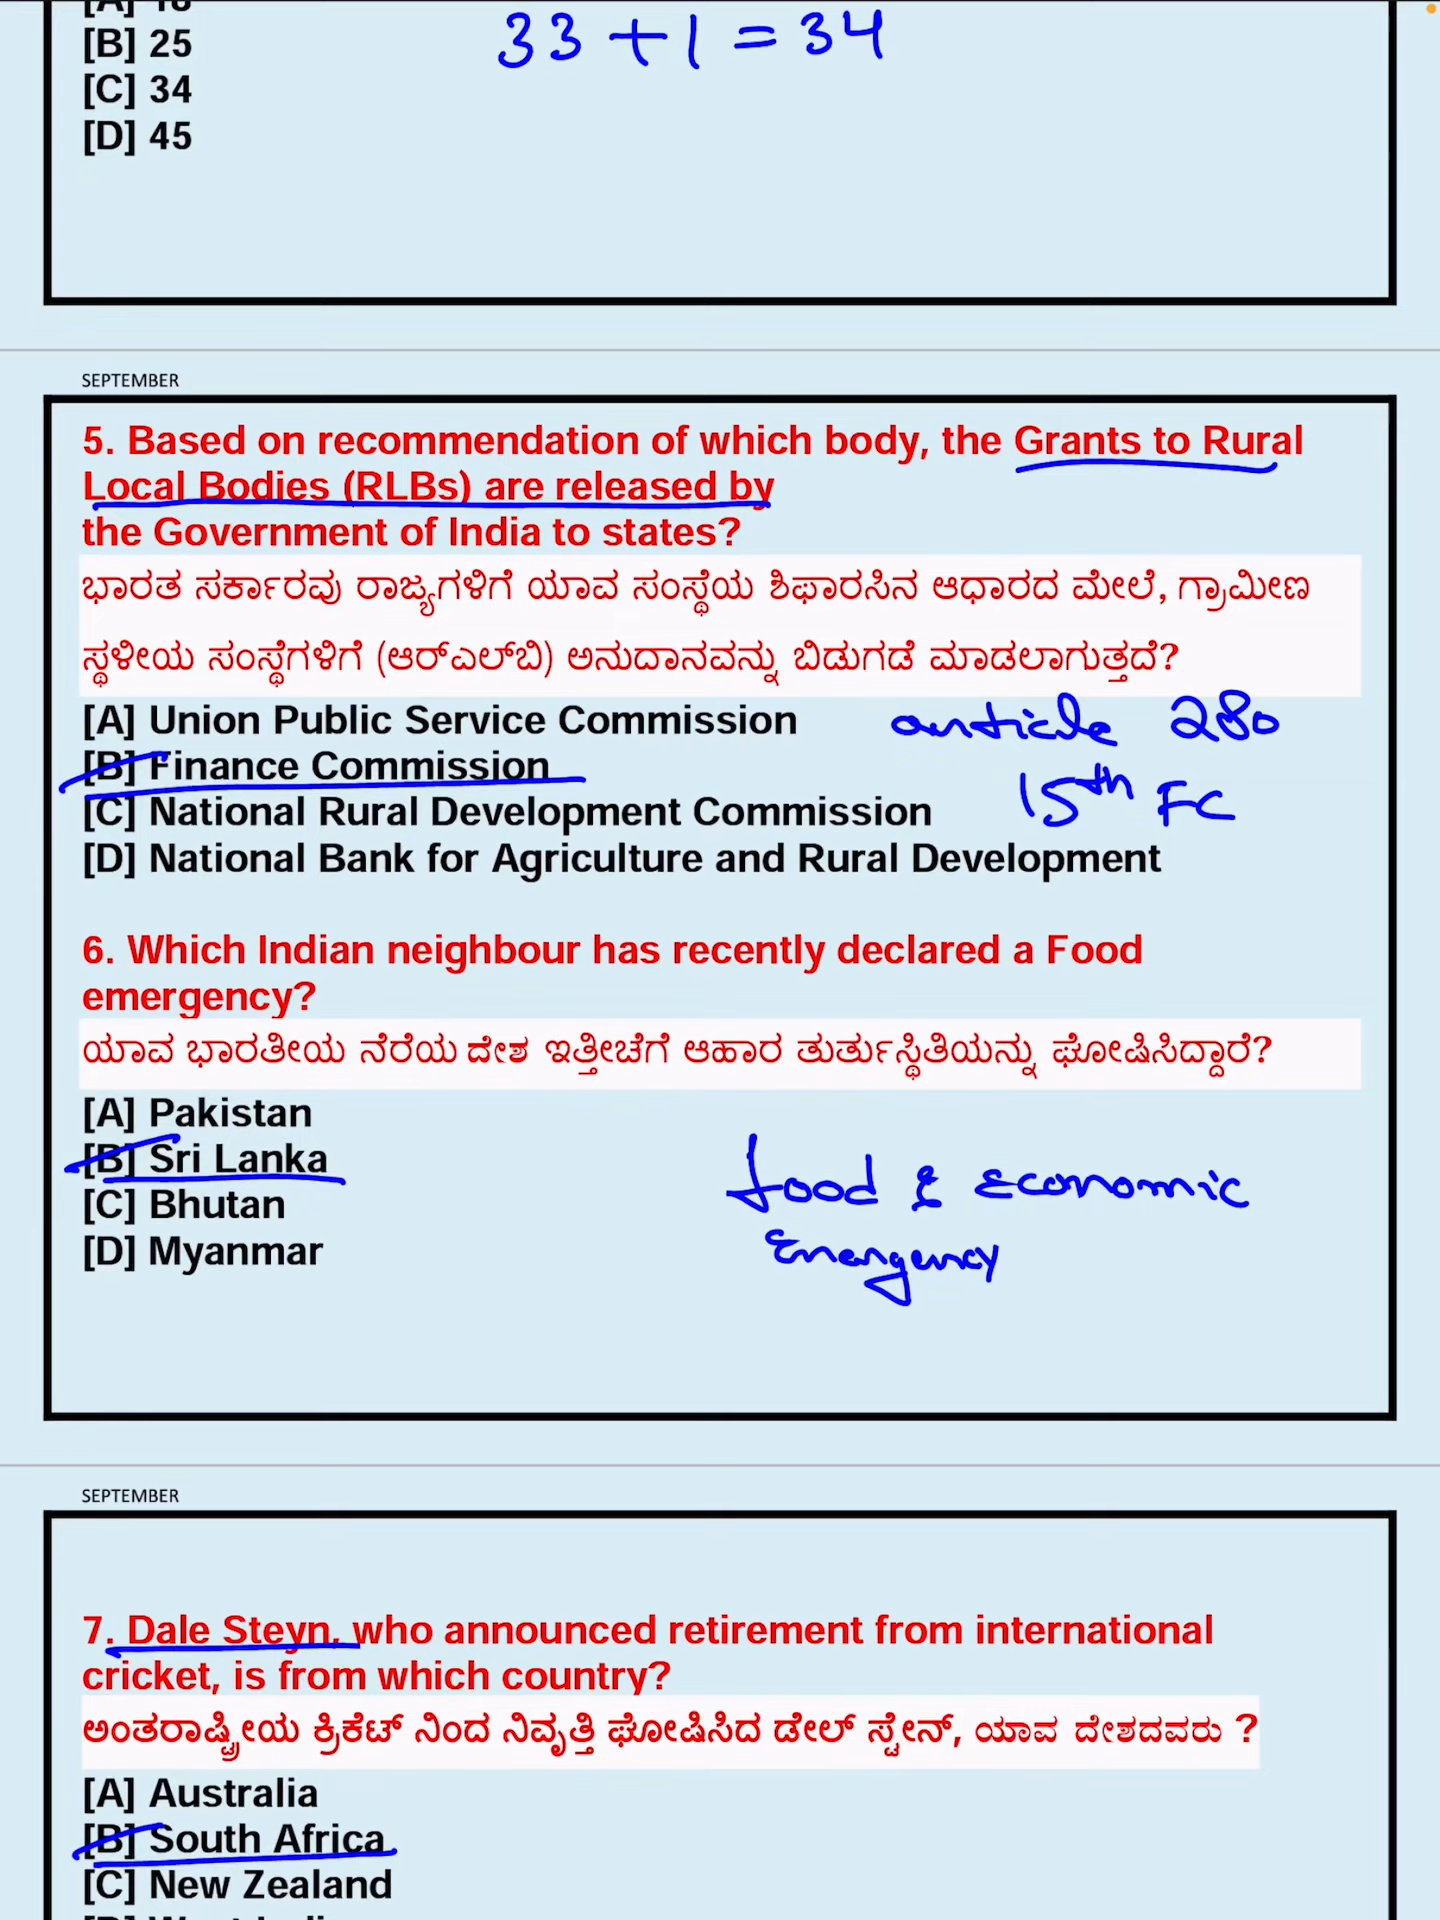 [B] 25
33 + 1 = 34
[C] 34
[D] 45
SEPTEMBER
5. Based on recommendation of which body, the Grants to Rural
Local Bodies (RLBs) are released by
the Government of India to states?
ಭಾರತ ಸರ್ಕಾರವು ರಾಜ್ಯಗಳಿಗೆ ಯಾವ ಸಂಸ್ಥೆಯ ಶಿಫಾರಸಿನ ಆಧಾರದ ಮೇಲೆ, ಗ್ರಾಮೀಣ
ಸ್ಥಳೀಯ ಸಂಸ್ಥೆಗಳಿಗೆ (ಆರ್‌ಎಲ್‌ಬಿ) ಅನುದಾನವನ್ನು ಬಿಡುಗಡೆ ಮಾಡಲಾಗುತ್ತದೆ?
[A] Union Public Service Commission
article 280
[B] Finance Commission
15th FC
[C] National Rural Development Commission
[D] National Bank for Agriculture and Rural Development
6. Which Indian neighbour has recently declared a Food
emergency?
ಯಾವ ಭಾರತೀಯ ನೆರೆಯ ದೇಶ ಇತ್ತೀಚೆಗೆ ಆಹಾರ ತುರ್ತುಸ್ಥಿತಿಯನ್ನು ಘೋಷಿಸಿದ್ದಾರೆ?
[A] Pakistan
[B] Sri Lanka
food & Economic
[C] Bhutan
[D] Myanmar
Emergency
SEPTEMBER
7. Dale Steyn, who announced retirement from international
cricket, is from which country?
ಅಂತರಾಷ್ಟ್ರೀಯ ಕ್ರಿಕೆಟ್ ನಿಂದ ನಿವೃತ್ತಿ ಘೋಷಿಸಿದ ಡೇಲ್ ಸ್ಟೇನ್, ಯಾವ ದೇಶದವರು ?
[A] Australia
[B] South Africa
[C] New Zealand